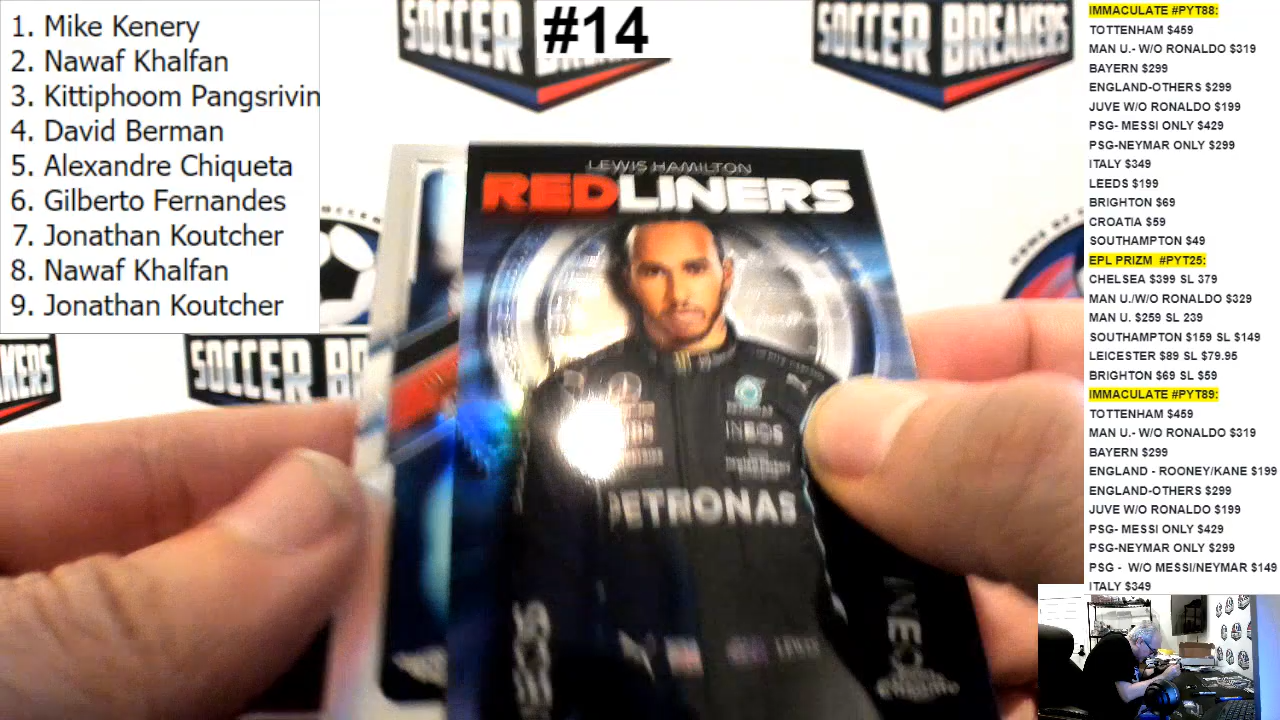 1. Mike Kenery
2. Nawaf Khalfan
3. Kittiphoom Pangsrivin
4. David Berman
5. Alexandre Chiqueta
6. Gilberto Fernandes
7. Jonathan Koutcher
8. Nawaf Khalfan
9. Jonathan Koutcher
#14
SOCCER
SOCCER BREAKERS
LEWIS HAMILTON
REDLINERS
INEOS
PETRONAS
KERS
SOCCER BR
IMMACULATE #PYT88:
TOTTENHAM $459
MAN U.- W/O RONALDO $319
BAYERN $299
ENGLAND-OTHERS $299
JUVE W/O RONALDO $199
PSG- MESSI ONLY $429
PSG-NEYMAR ONLY $299
ITALY $349
LEEDS $199
BRIGHTON $69
CROATIA $59
SOUTHAMPTON $49
EPL PRIZM #PYT25:
CHELSEA $399 SL 379
MAN U./W/O RONALDO $329
MAN U. $259 SL 239
SOUTHAMPTON $159 SL $149
LEICESTER $89 SL $79.95
BRIGHTON $69 SL $59
IMMACULATE #PYT89:
TOTTENHAM $459
MAN U.- W/O RONALDO $319
BAYERN $299
ENGLAND - ROONEY/KANE $199
ENGLAND-OTHERS $299
JUVE W/O RONALDO $199
PSG- MESSI ONLY $429
PSG-NEYMAR ONLY $299
PSG - W/O MESSI/NEYMAR $149
ITALY $349